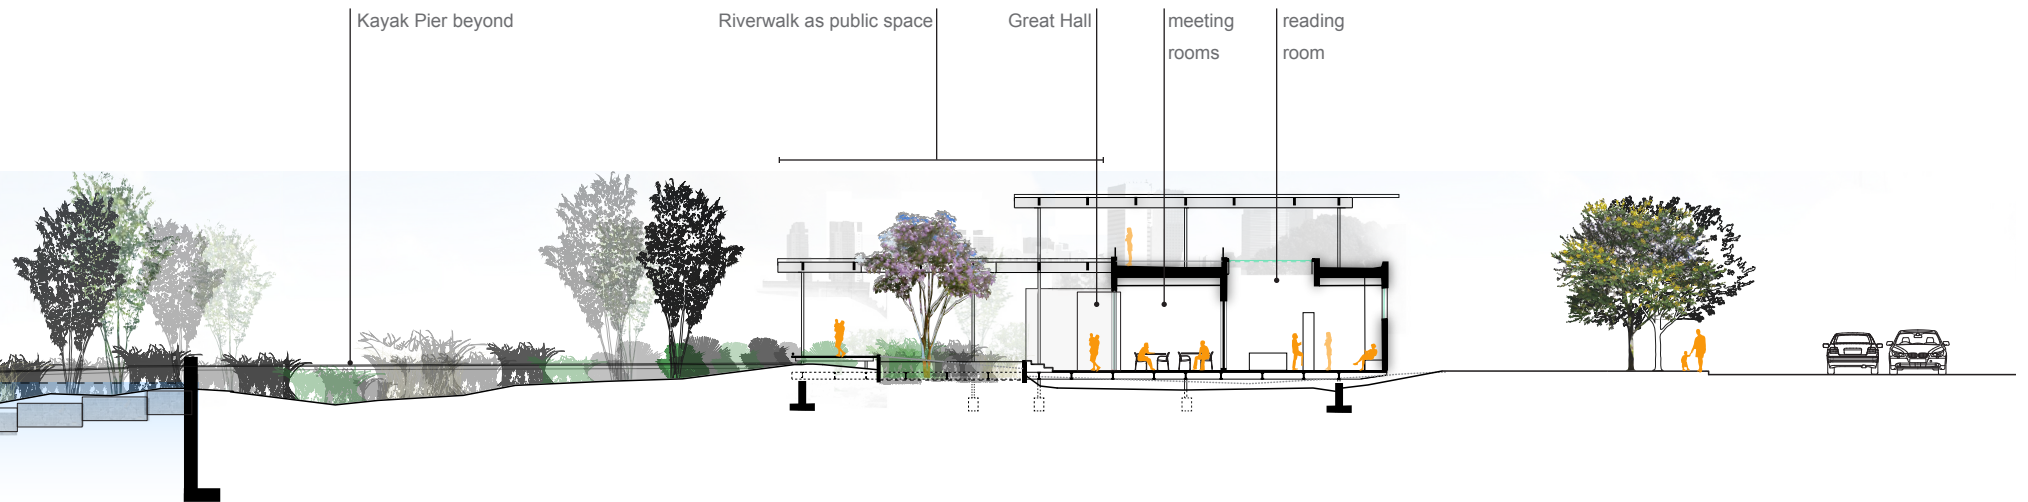 Kayak Pier beyond
Riverwalk as public space
Great Hall
meeting
rooms
reading
room